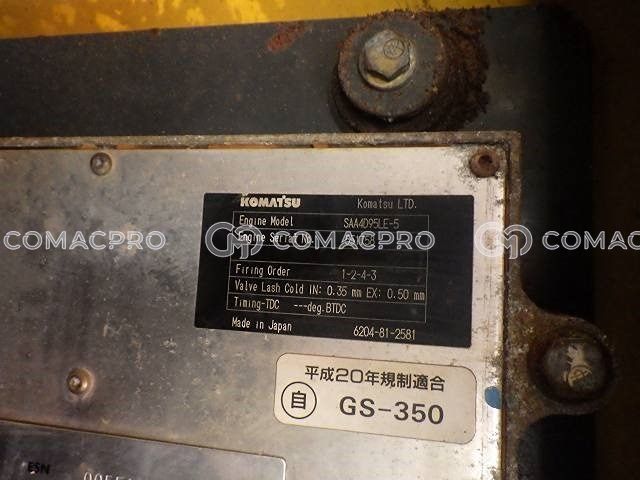 KOMATSU Komatsu LTD.
Engine Model SAA4D95LE-5
Engine Serial No.
COMACPRO COMACPRO COMACPRO
Firing Order 1-2-4-3
Valve Lash Cold IN: 0.35 mm EX: 0.50 mm
Timing-TDC ---deg.BTDC
Made in Japan 6204-81-2581
平成20年規制適合
自 GS-350
ESN